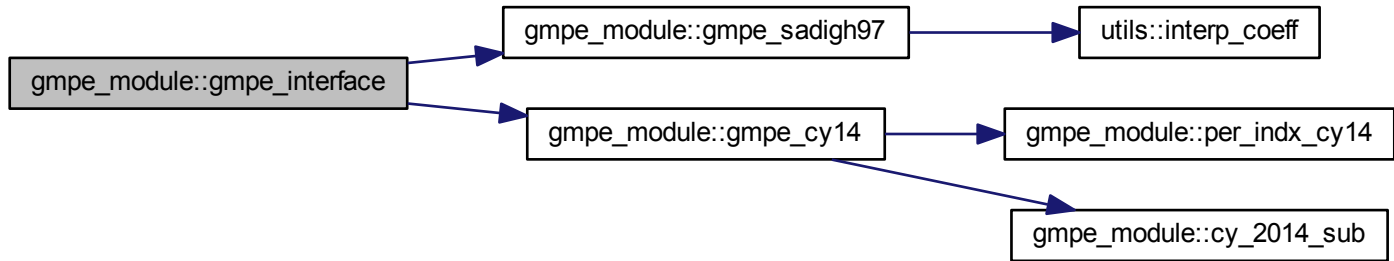 gmpe_module::gmpe_sadigh97
utils::interp_coeff
gmpe_module::gmpe_interface
gmpe_module::gmpe_cy14
gmpe_module::per_indx_cy14
gmpe_module::cy_2014_sub